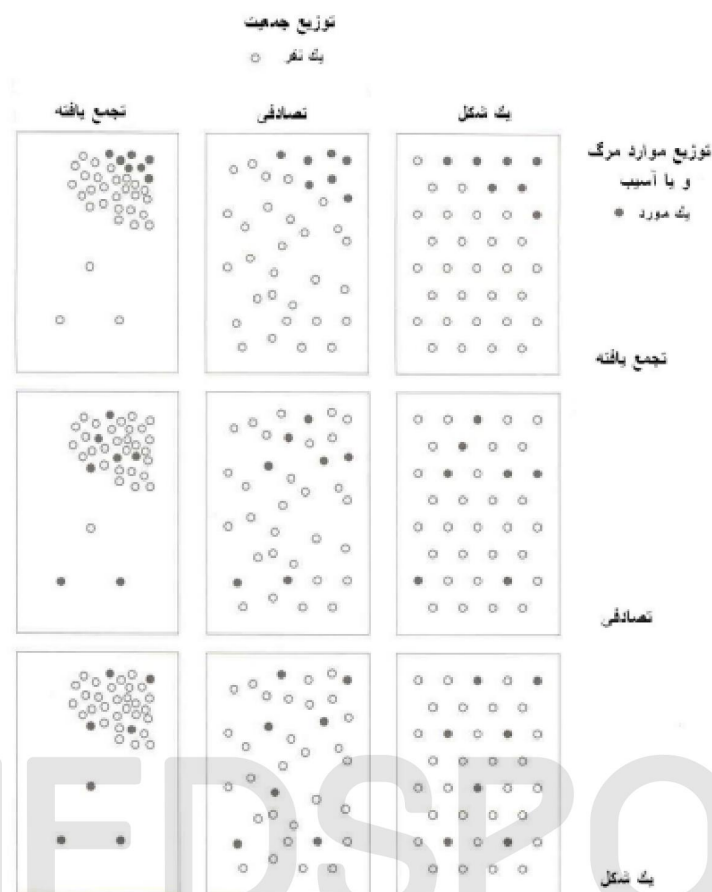 توزیع جمعیت
یک نفر
یک شکل
تصادفی
تجمع یافته
توزیع موارد مرگ
و یا آسیب
یک مورد
تجمع یافته
تصادفی
یک شکل
MEDSPO